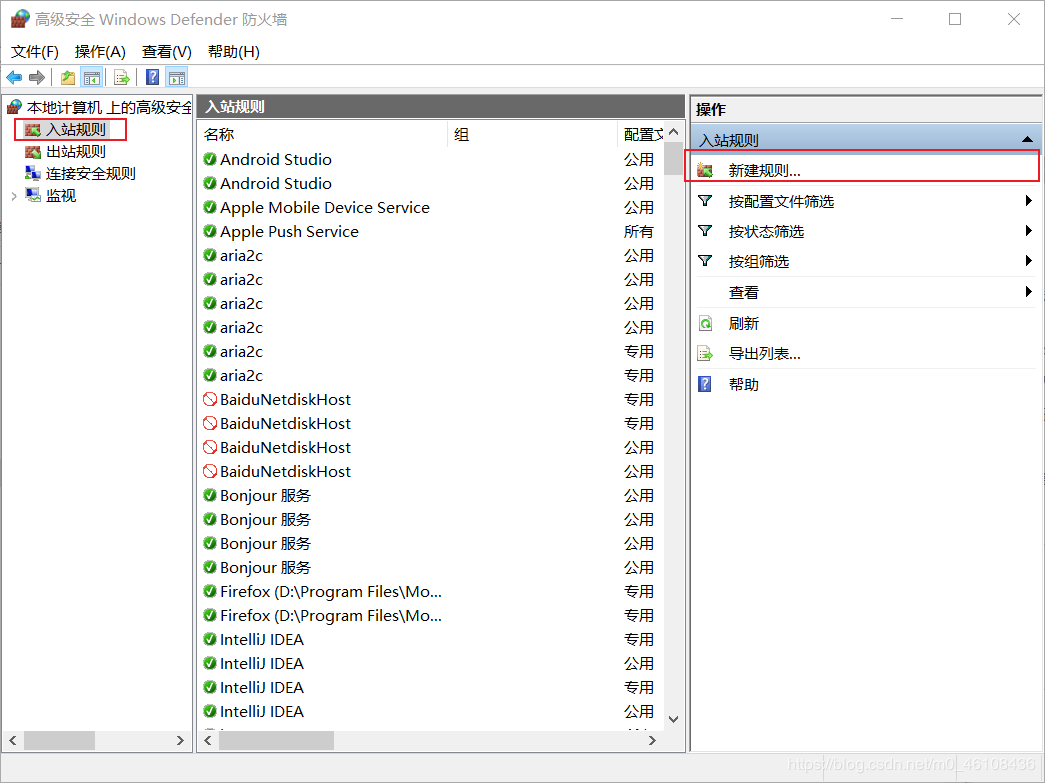 高级安全 Windows Defender 防火墙
文件(F) 操作(A) 查看(V) 帮助(H)
本地计算机 上的高级安全
入站规则
出站规则
连接安全规则
监视
入站规则
名称 组 配置文
Android Studio 公用
Android Studio 公用
Apple Mobile Device Service 公用
Apple Push Service 所有
aria2c 公用
aria2c 公用
aria2c 公用
aria2c 公用
aria2c 专用
aria2c 专用
BaiduNetdiskHost 专用
BaiduNetdiskHost 专用
BaiduNetdiskHost 公用
BaiduNetdiskHost 公用
Bonjour 服务 公用
Bonjour 服务 公用
Bonjour 服务 公用
Bonjour 服务 公用
Firefox (D:\Program Files\Mo... 专用
Firefox (D:\Program Files\Mo... 专用
IntelliJ IDEA 专用
IntelliJ IDEA 公用
IntelliJ IDEA 专用
IntelliJ IDEA 公用
操作
入站规则
新建规则...
按配置文件筛选
按状态筛选
按组筛选
查看
刷新
导出列表...
帮助
https://blog.csdn.net/m0_46108436